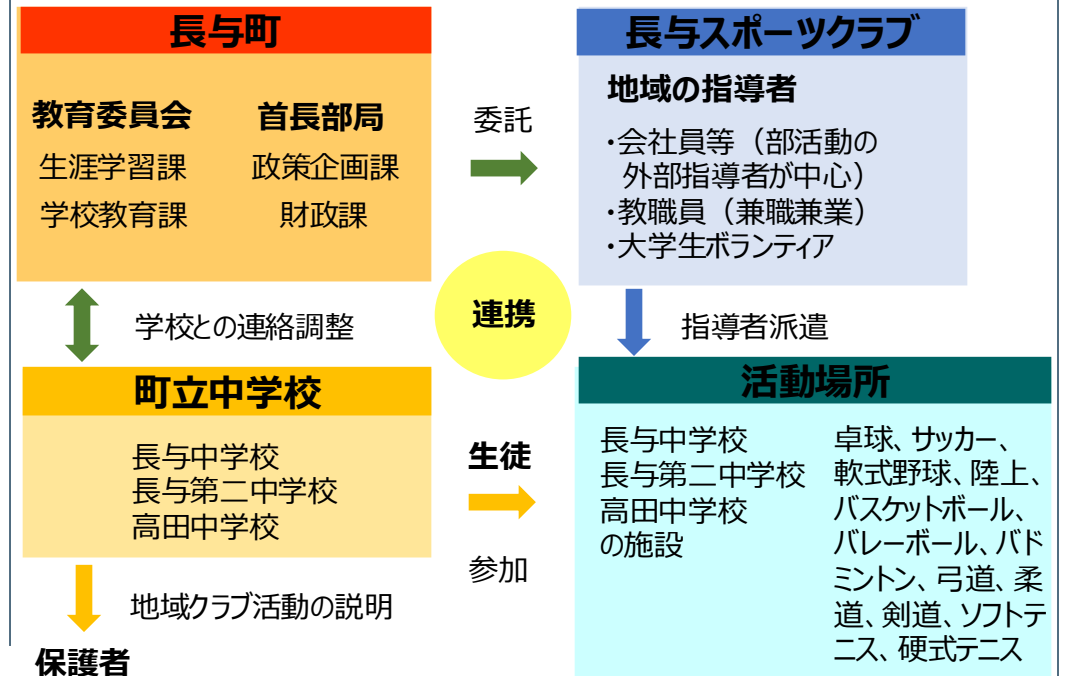 長与町
教育委員会
生涯学習課
学校教育課
首長部局
政策企画課
財政課
委託
長与スポーツクラブ
地域の指導者
・会社員等（部活動の
外部指導者が中心）
・教職員（兼職兼業）
・大学生ボランティア
学校との連絡調整
連携
指導者派遣
町立中学校
長与中学校
長与第二中学校
高田中学校
生徒
参加
活動場所
長与中学校
長与第二中学校
高田中学校
の施設
卓球、サッカー、
軟式野球、陸上、
バスケットボール、
バレーボール、バド
ミントン、弓道、柔
道、剣道、ソフトテ
ニス、硬式テニス
地域クラブ活動の説明
保護者